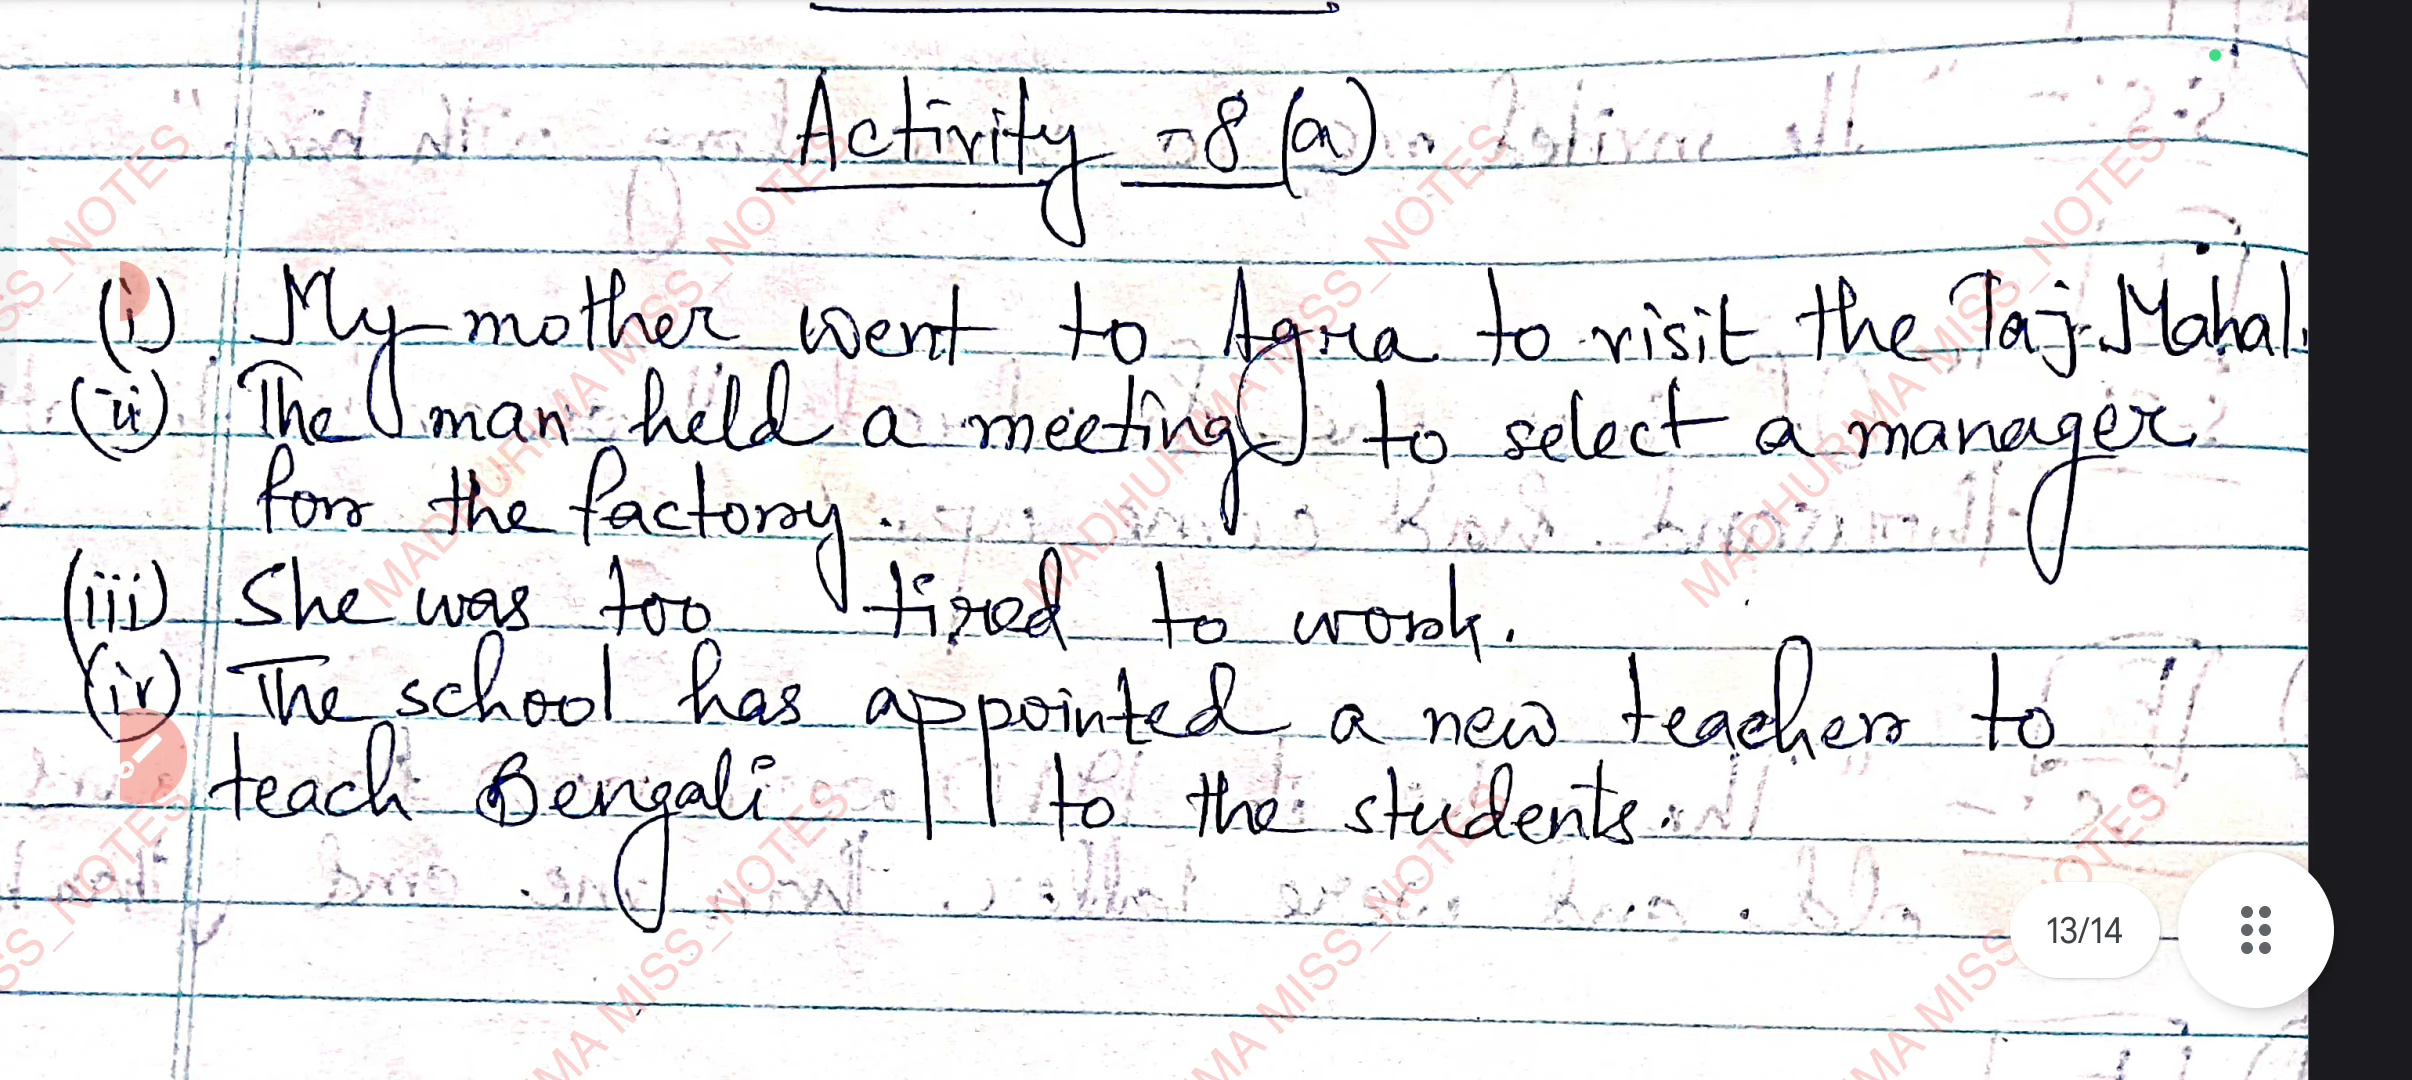 Activity - 8 (a)
(i) My mother went to Agra to visit the Taj Mahal.
(ii) The man held a meeting to select a manager
for the factory.
(iii) She was too tired to work.
(iv) The school has appointed a new teacher to
teach Bengali to the students.
MADHURMA MISS_NOTES
13/14